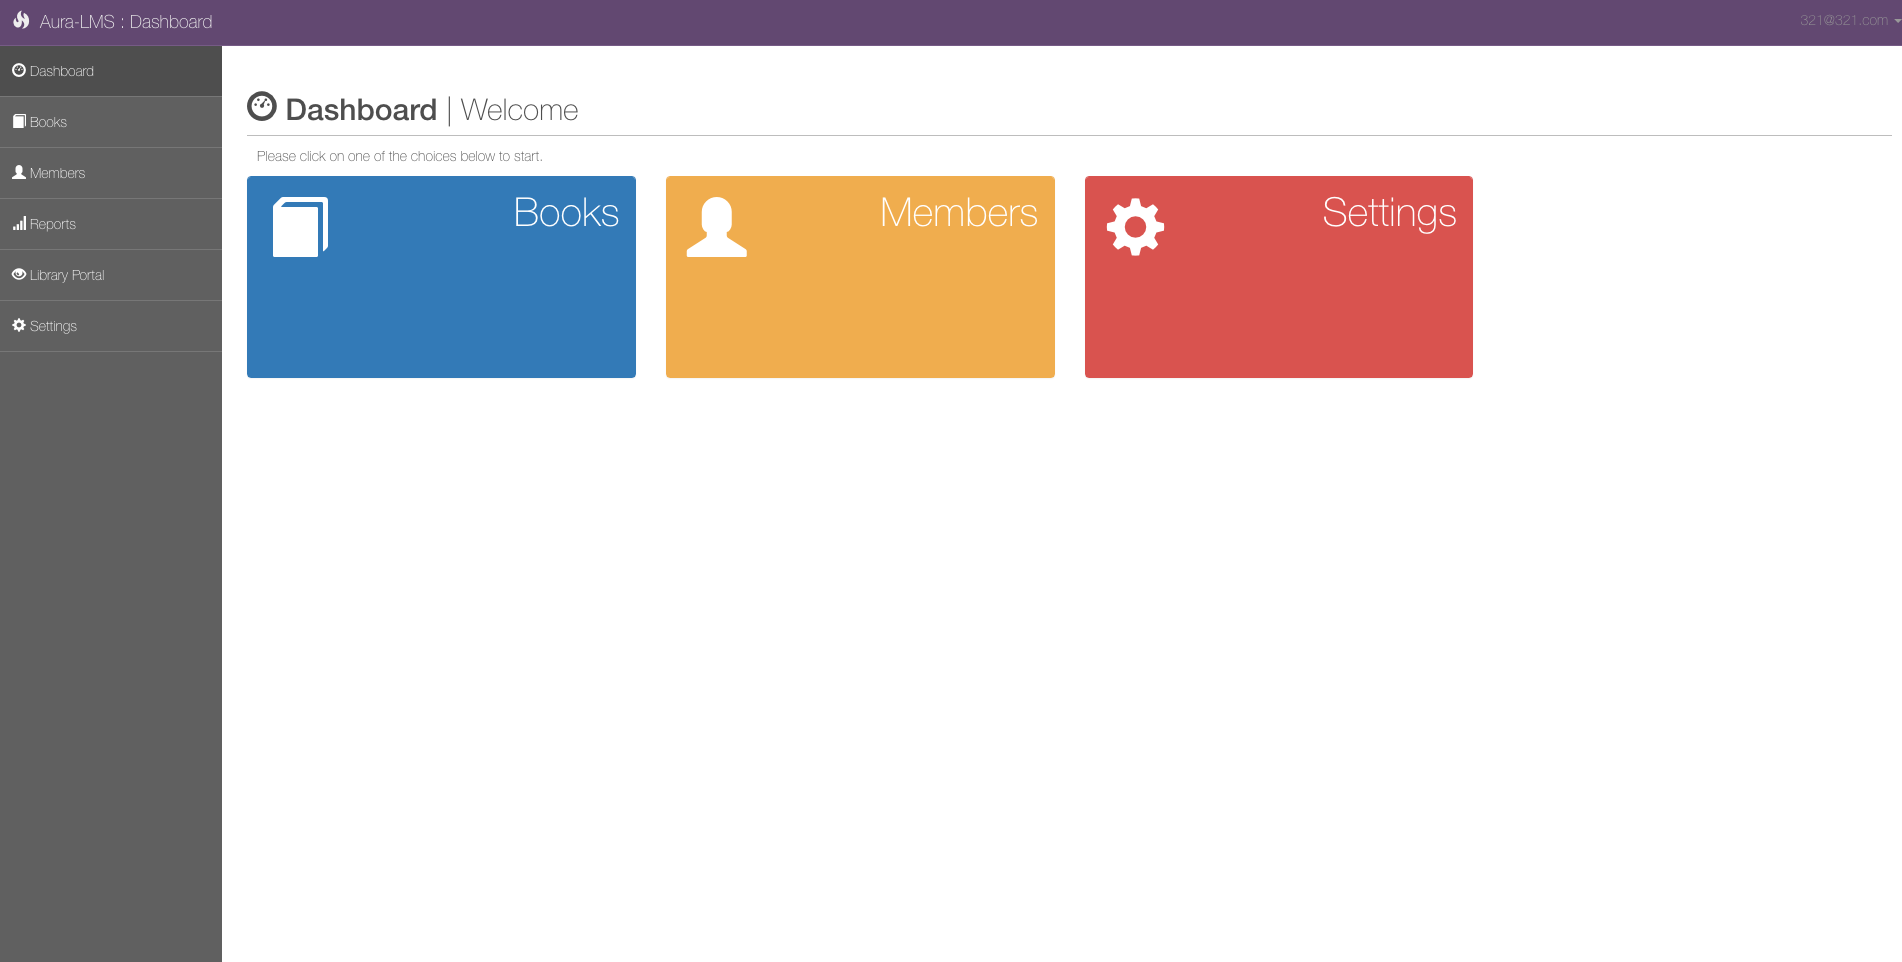 Aura-LMS : Dashboard
321@321.com
Dashboard
Books
Members
Reports
Library Portal
Settings
Dashboard | Welcome
Please click on one of the choices below to start.
Books
Members
Settings